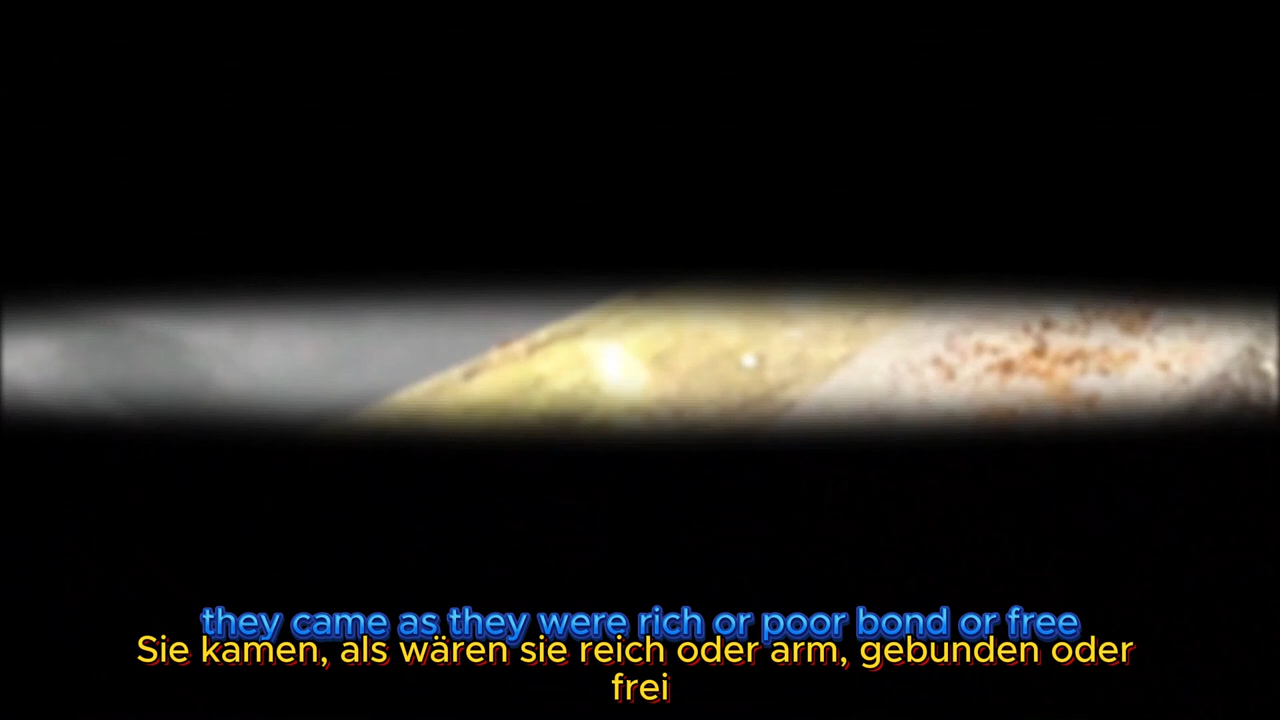 they came as they were rich or poor bond or free
Sie kamen, als wären sie reich oder arm, gebunden oder
frei